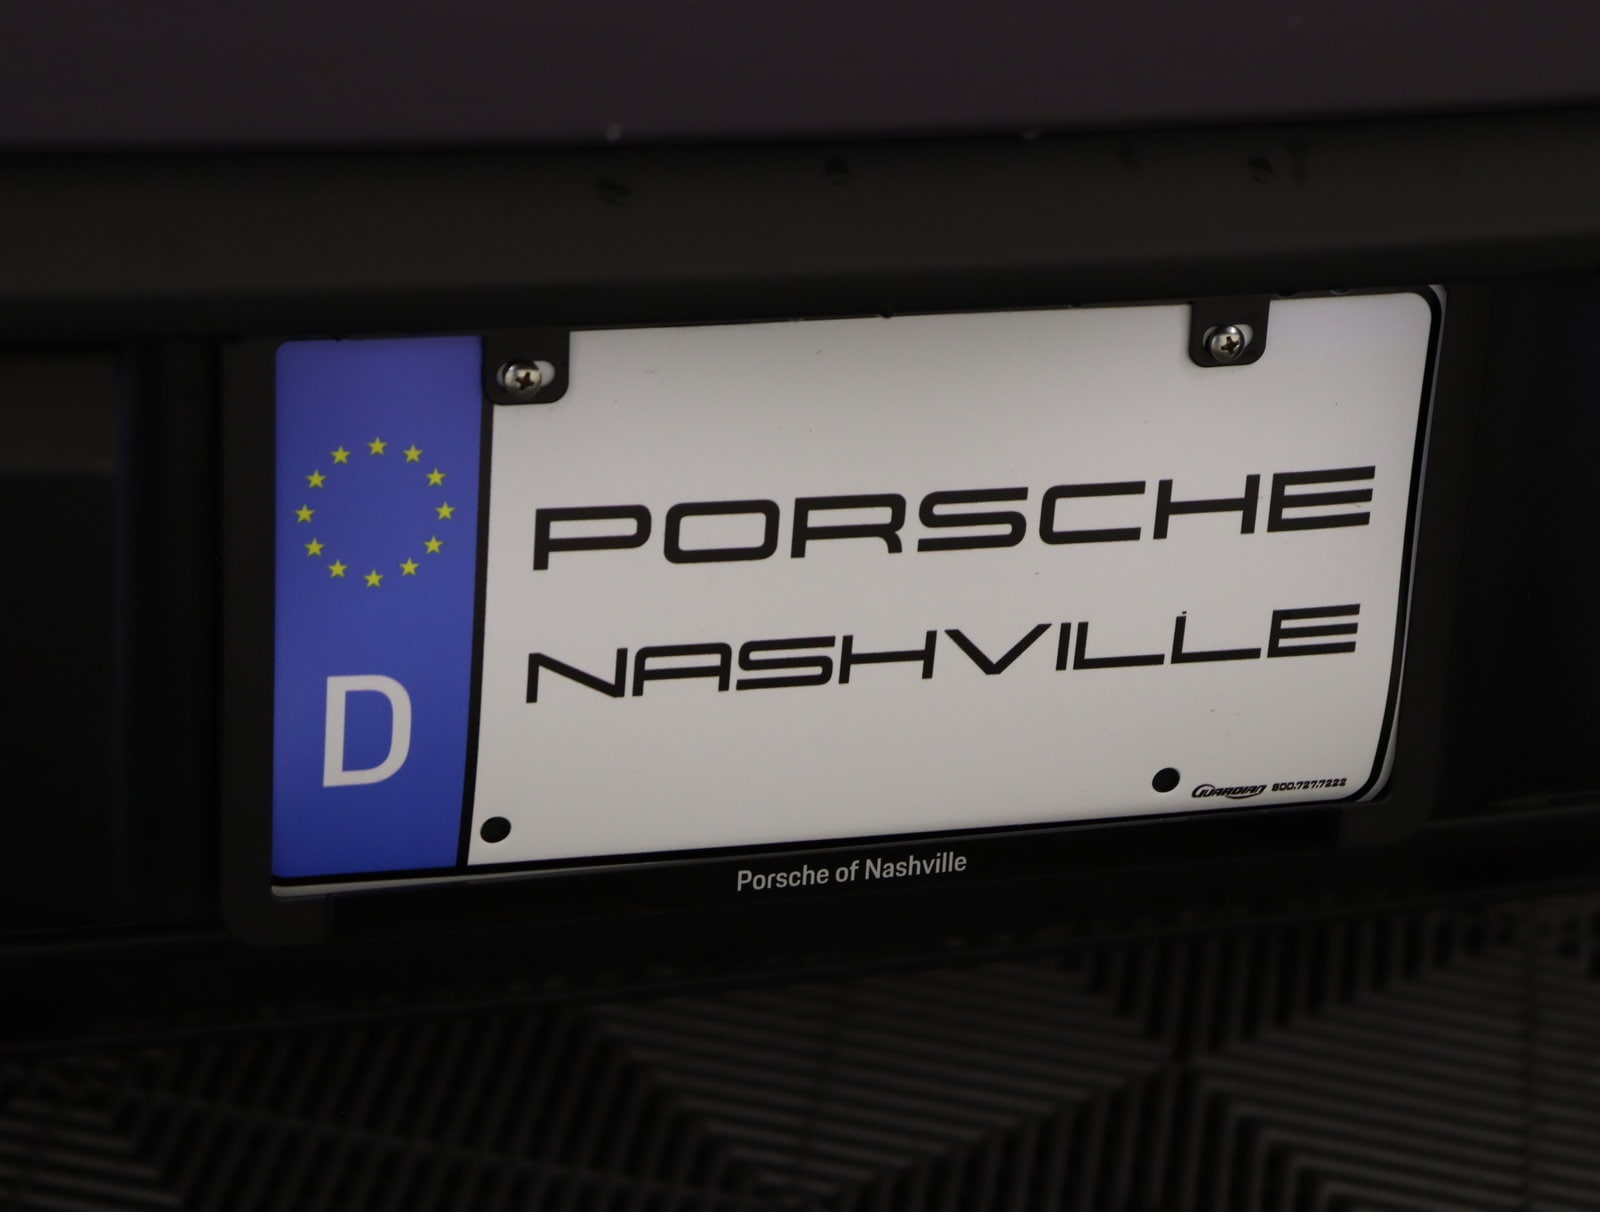 PORSCHE
NASHVILLE
D
GUARDIAN 800.727.7222
Porsche of Nashville